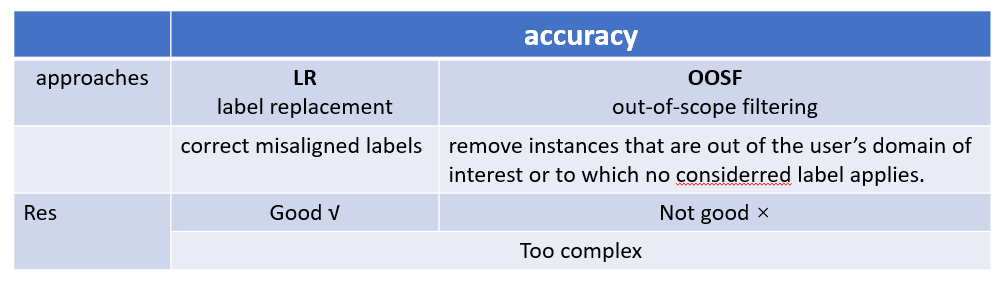 accuracy
approaches
LR
label replacement
OOSF
out-of-scope filtering
correct misaligned labels
remove instances that are out of the user’s domain of
interest or to which no considerred label applies.
Res
Good √
Not good ×
Too complex